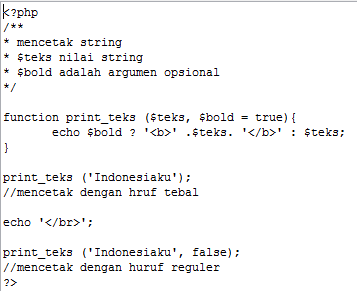 <?php
/**
* mencetak string
* $teks nilai string
* $bold adalah argumen opsional
*/

function print_teks ($teks, $bold = true){
       echo $bold ? '<b>' .$teks. '</b>' : $teks;
}

print_teks ('Indonesiaku');
//mencetak dengan hruf tebal

echo '</br>';

print_teks ('Indonesiaku', false);
//mencetak dengan huruf reguler
?>